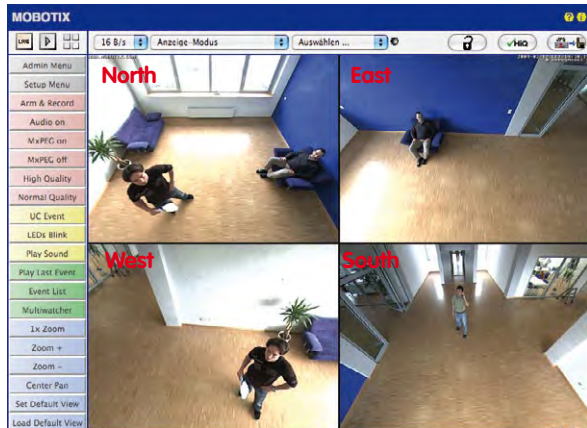 MOBOTIX
LIVE
16 B/s
Anzeige-Modus
Auswählen ...
HiQ
Admin Menu
Setup Menu
Arm & Record
Audio on
MxPEG on
MxPEG off
High Quality
Normal Quality
UC Event
LEDs Blink
Play Sound
Play Last Event
Event List
Multiwatcher
1x Zoom
Zoom +
Zoom -
Center Pan
Set Default View
Load Default View
North
East
West
South